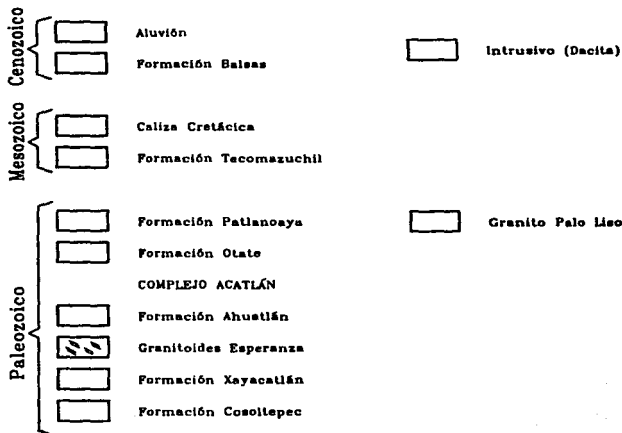 Cenozoico
Aluvión
Formación Balsas
Intrusivo (Dacita)
Mesozoico
Caliza Cretácica
Formación Tecomazuchil
Paleozoico
Formación Patlanoaya
Granito Palo Liso
Formación Otate
COMPLEJO ACATLÁN
Formación Ahuatlán
Granitoides Esperanza
Formación Xayacatlán
Formación Cosoltepec